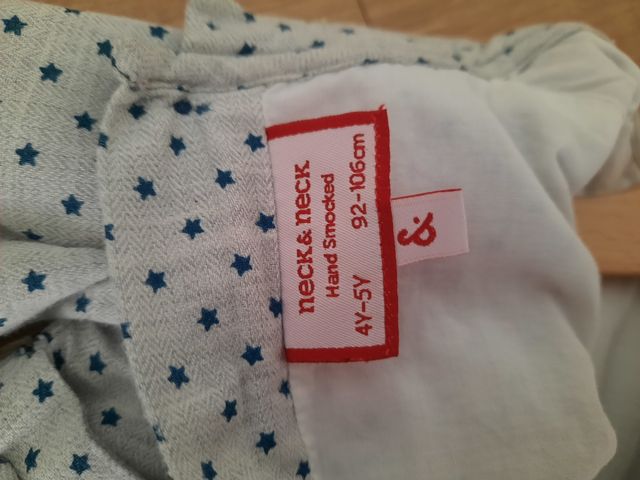 neck & neck
Hand Smocked
4Y-5Y 92-106cm
&